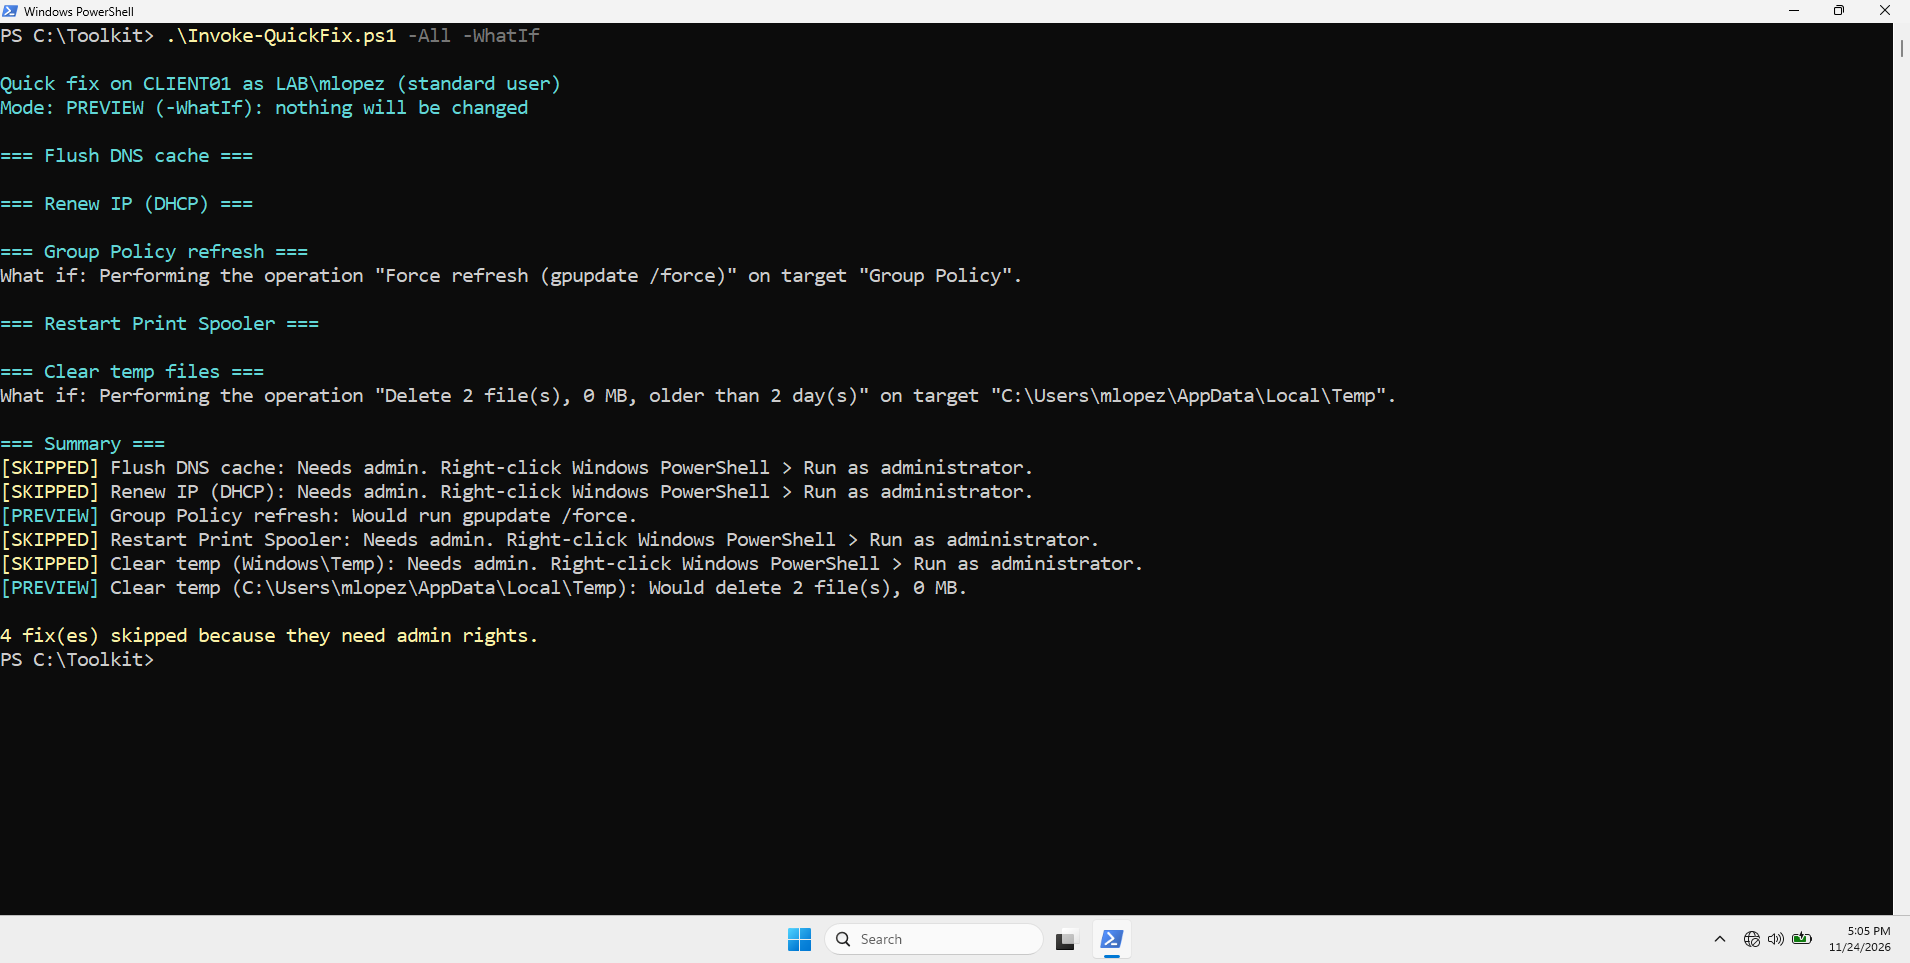 Windows PowerShell
PS C:\Toolkit> .\Invoke-QuickFix.ps1 -All -WhatIf
Quick fix on CLIENT01 as LAB\mlopez (standard user)
Mode: PREVIEW (-WhatIf): nothing will be changed
=== Flush DNS cache ===
=== Renew IP (DHCP) ===
=== Group Policy refresh ===
What if: Performing the operation "Force refresh (gpupdate /force)" on target "Group Policy".
=== Restart Print Spooler ===
=== Clear temp files ===
What if: Performing the operation "Delete 2 file(s), 0 MB, older than 2 day(s)" on target "C:\Users\mlopez\AppData\Local\Temp".
=== Summary ===
[SKIPPED] Flush DNS cache: Needs admin. Right-click Windows PowerShell > Run as administrator.
[SKIPPED] Renew IP (DHCP): Needs admin. Right-click Windows PowerShell > Run as administrator.
[PREVIEW] Group Policy refresh: Would run gpupdate /force.
[SKIPPED] Restart Print Spooler: Needs admin. Right-click Windows PowerShell > Run as administrator.
[SKIPPED] Clear temp (Windows\Temp): Needs admin. Right-click Windows PowerShell > Run as administrator.
[PREVIEW] Clear temp (C:\Users\mlopez\AppData\Local\Temp): Would delete 2 file(s), 0 MB.
4 fix(es) skipped because they need admin rights.
PS C:\Toolkit>
Search
5:05 PM
11/24/2026